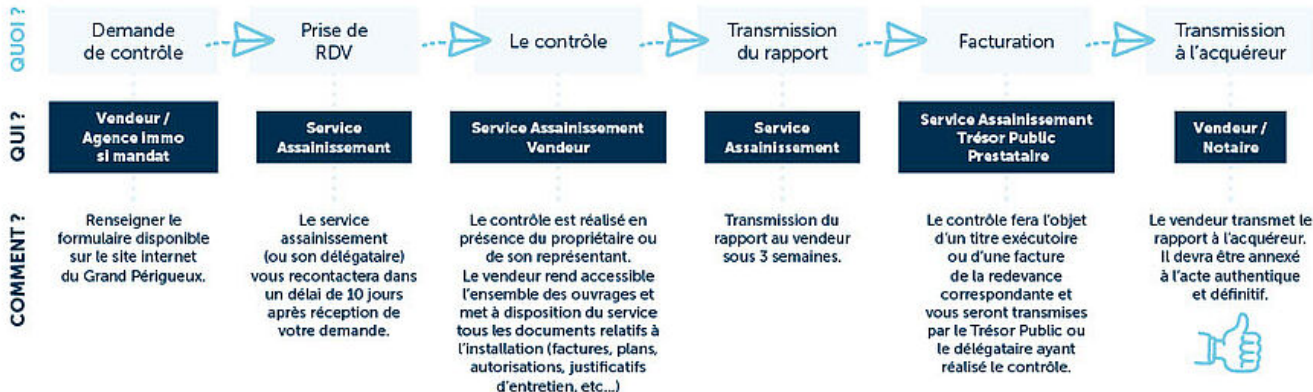 QUOI ?
Demande
de contrôle
Prise de
RDV
Le contrôle
Transmission
du rapport
Facturation
Transmission
à l'acquéreur
QUI ?
Vendeur /
Agence immo
si mandat
Service
Assainissement
Service Assainissement
Vendeur
Service
Assainissement
Service Assainissement
Trésor Public
Prestataire
Vendeur /
Notaire
COMMENT ?
Renseigner le
formulaire disponible
sur le site internet
du Grand Périgueux.
Le service
assainissement
(ou son délégataire)
vous recontactera dans
un délai de 10 jours
après réception de
votre demande.
Le contrôle est réalisé en
présence du propriétaire ou
de son représentant.
Le vendeur rend accessible
l'ensemble des ouvrages et
met à disposition du service
tous les documents relatifs à
l'installation (factures, plans,
autorisations, justificatifs
d'entretien, etc...)
Transmission du
rapport au vendeur
sous 3 semaines.
Le contrôle fera l'objet
d'un titre exécutoire
ou d'une facture
de la redevance
correspondante et
vous seront transmises
par le Trésor Public ou
le délégataire ayant
réalisé le contrôle.
Le vendeur transmet le
rapport à l'acquéreur.
Il devra être annexé
à l'acte authentique
et définitif.